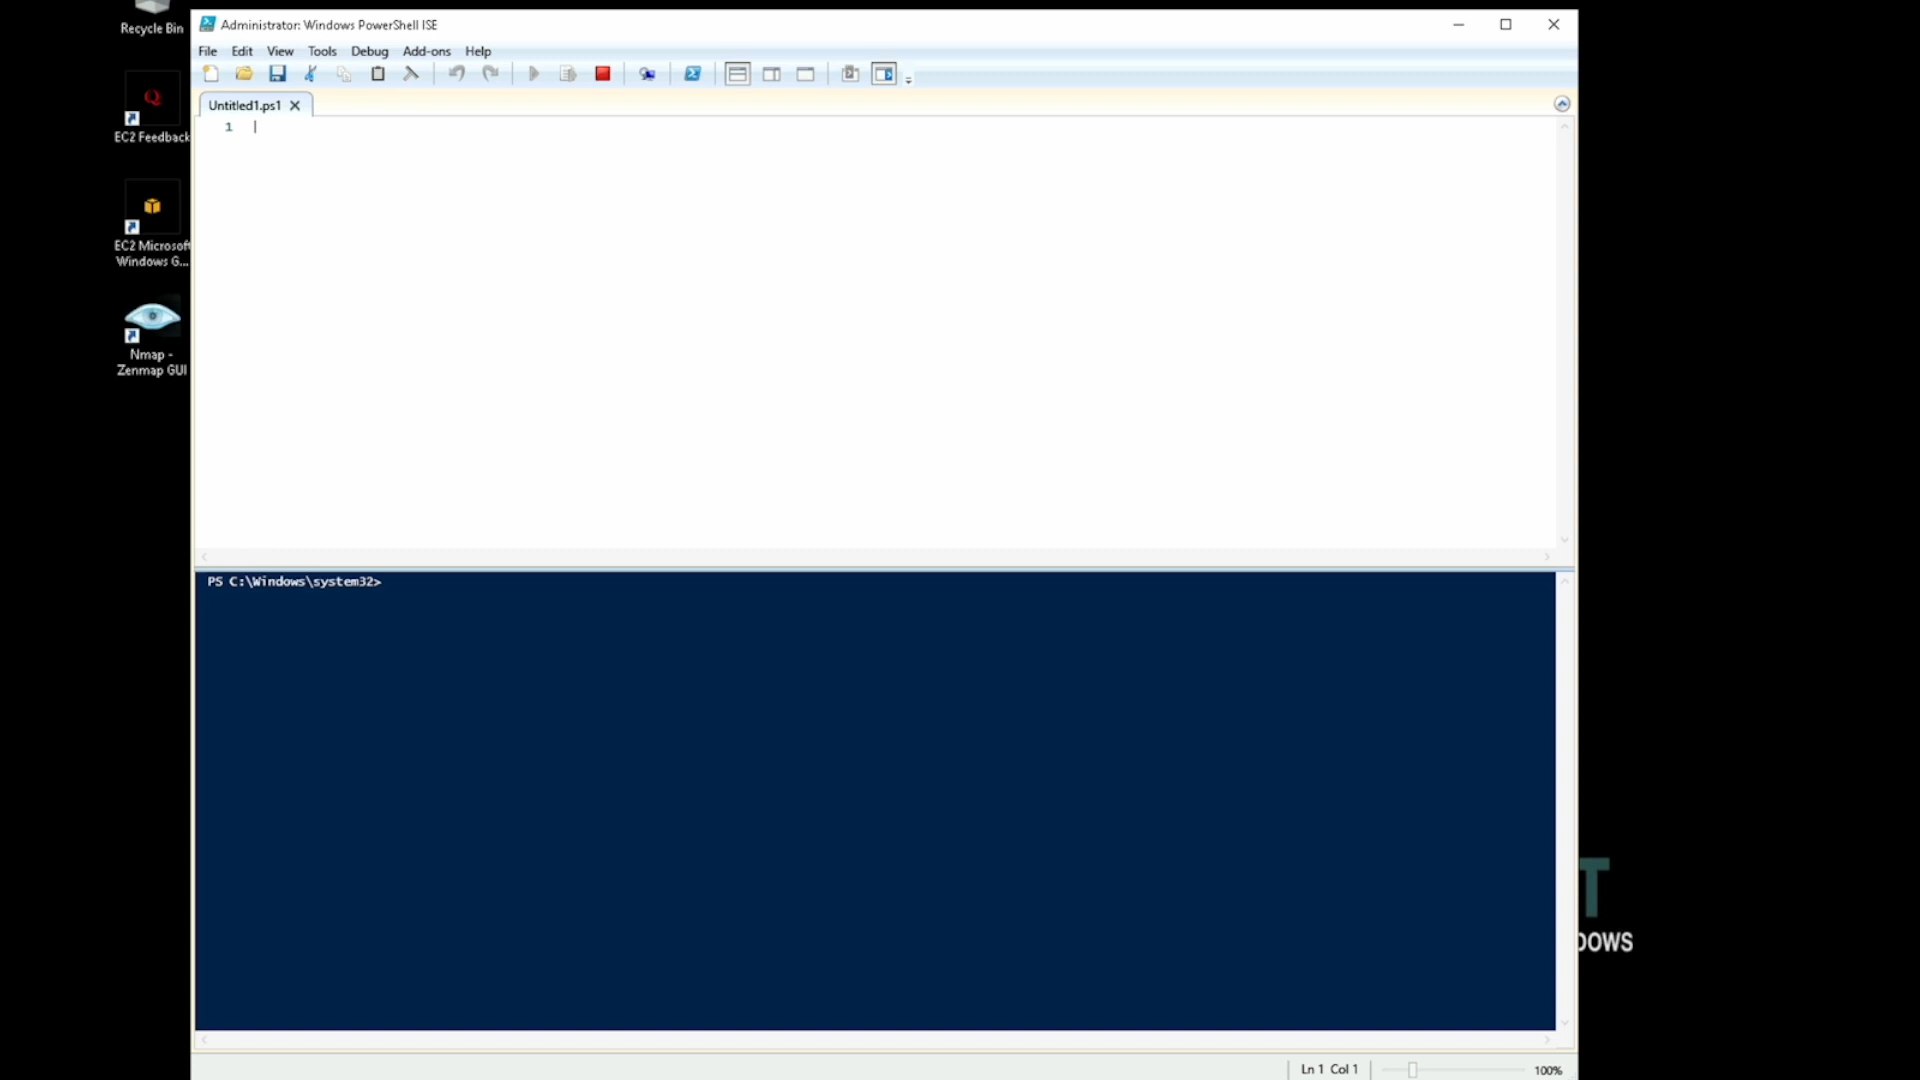 Recycle Bin
Administrator: Windows PowerShell ISE
File Edit View Tools Debug Add-ons Help
Untitled1.ps1
1
EC2 Feedback
EC2 Microsoft
Windows G...
Nmap -
Zenmap GUI
PS C:\Windows\system32>
T
DOWS
Ln 1 Col 1
100%